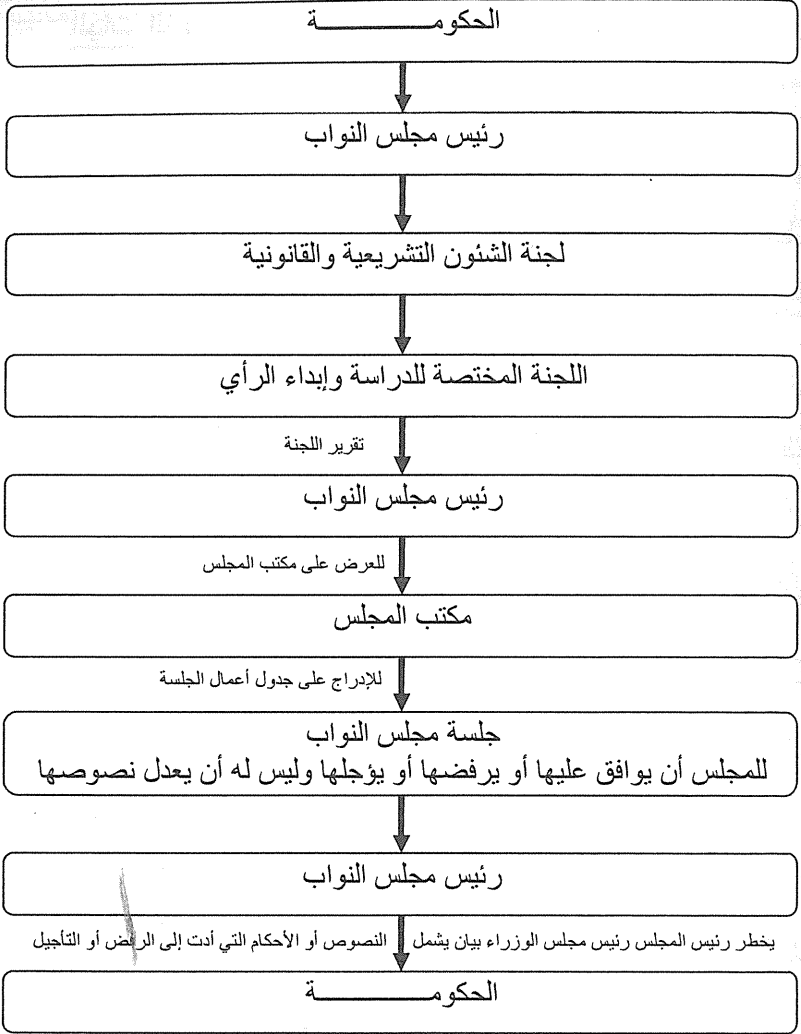 الحكومـــــــــــــة
رئيس مجلس النواب
لجنة الشئون التشريعية والقانونية
اللجنة المختصة للدراسة وإبداء الرأي
تقرير اللجنة
رئيس مجلس النواب
للعرض على مكتب المجلس
مكتب المجلس
للإدراج على جدول أعمال الجلسة
جلسة مجلس النواب
للمجلس أن يوافق عليها أو يرفضها أو يؤجلها وليس له أن يعدل نصوصها
رئيس مجلس النواب
يخطر رئيس المجلس رئيس مجلس الوزراء بيان يشمل النصوص أو الأحكام التي أدت إلى الرفض أو التأجيل
الحكومـــــــــــــة